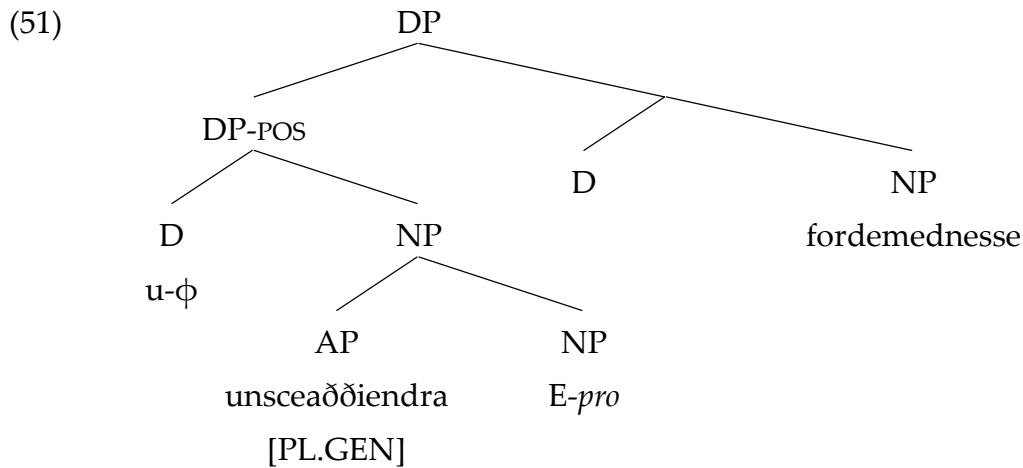 (51) DP
DP-POS
D NP
D NP fordemednesse
u-ϕ
AP NP
unsceaððiendra E-pro
[PL.GEN]